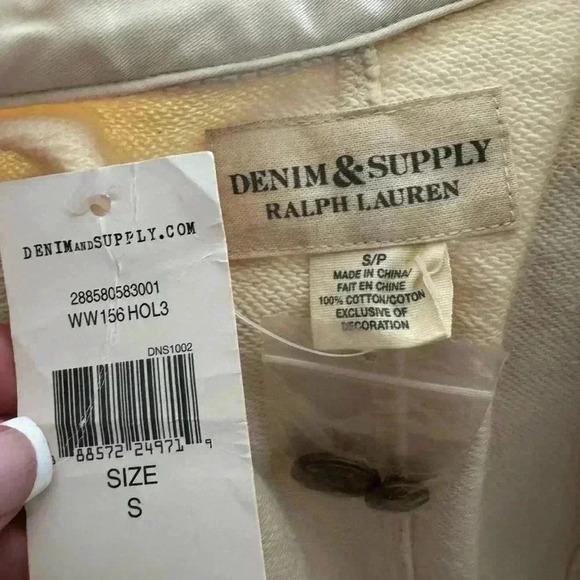 DENIMANDSUPPLY.COM
288580583001
WW156 HOL3
DNS1002
88572 24971 9
SIZE
S
DENIM&SUPPLY
RALPH LAUREN
S/P
MADE IN CHINA/
FAIT EN CHINE
100% COTTON/COTON
EXCLUSIVE OF
DECORATION